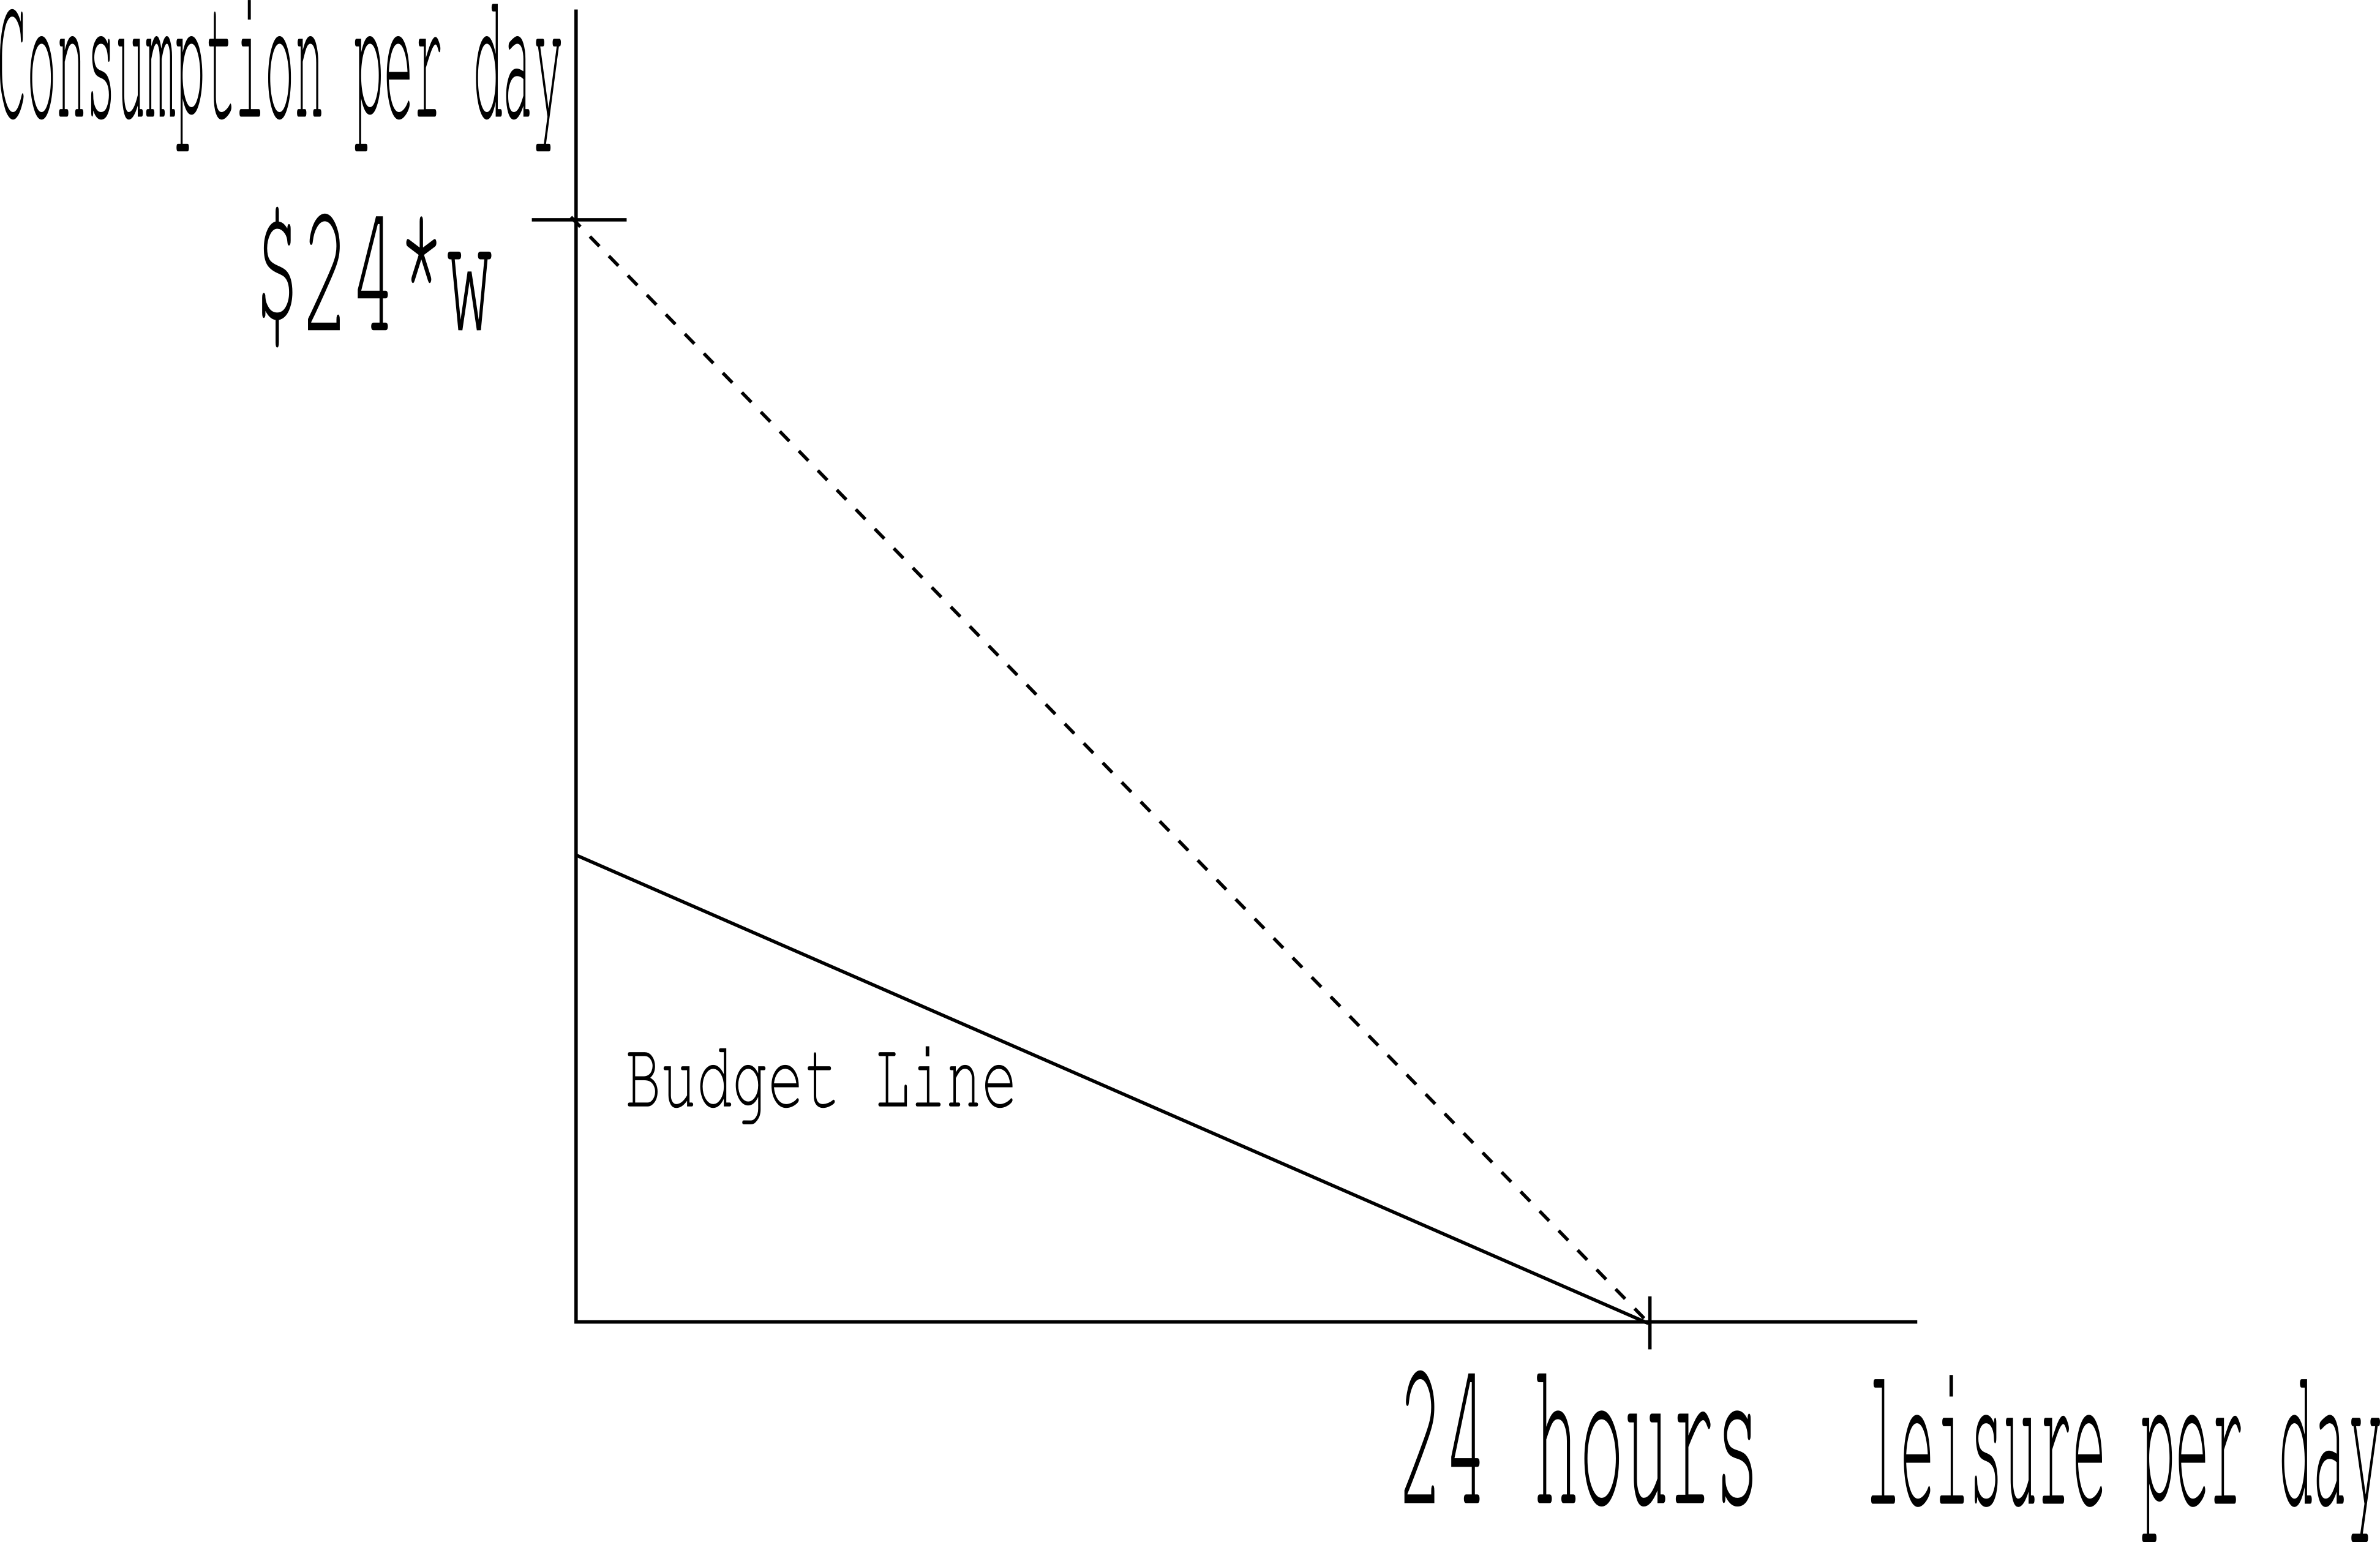 Consumption per day
$24*w
Budget Line
24 hours
leisure per day